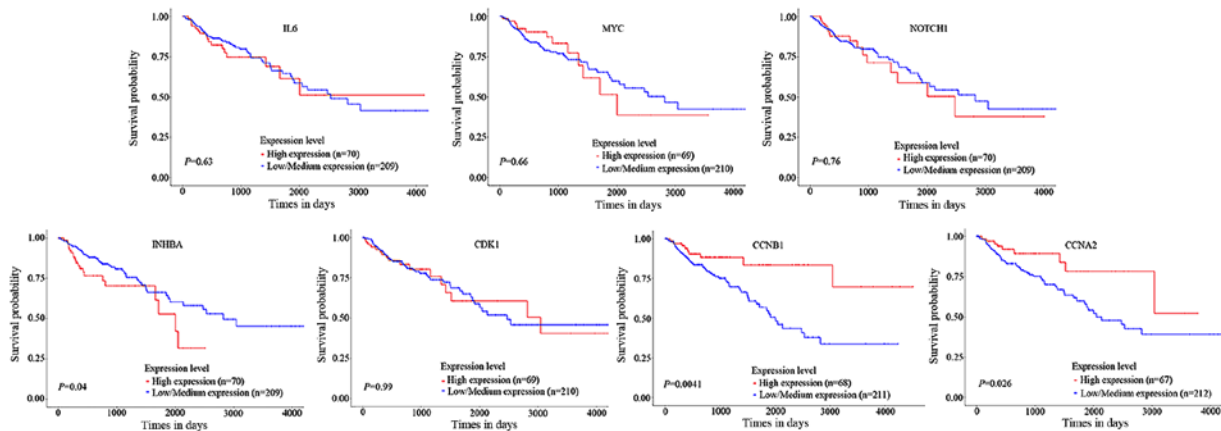 IL6
Survival probability
1.00
0.75
0.50
0.25
0.00
Expression level
High expression (n=70)
Low/Medium expression (n=209)
P=0.63
0 1000 2000 3000 4000
Times in days
MYC
Survival probability
1.00
0.75
0.50
0.25
0.00
Expression level
High expression (n=69)
Low/Medium expression (n=210)
P=0.66
0 1000 2000 3000 4000
Times in days
NOTCH1
Survival probability
1.00
0.75
0.50
0.25
0.00
Expression level
High expression (n=70)
Low/Medium expression (n=209)
P=0.76
0 1000 2000 3000 4000
Times in days
INHBA
Survival probability
1.00
0.75
0.50
0.25
0.00
Expression level
High expression (n=70)
Low/Medium expression (n=209)
P=0.04
0 1000 2000 3000 4000
Times in days
CDK1
Survival probability
1.00
0.75
0.50
0.25
0.00
Expression level
High expression (n=69)
Low/Medium expression (n=210)
P=0.99
0 1000 2000 3000 4000
Times in days
CCNB1
Survival probability
1.00
0.75
0.50
0.25
0.00
Expression level
High expression (n=68)
Low/Medium expression (n=211)
P=0.0041
0 1000 2000 3000 4000
Times in days
CCNA2
Survival probability
1.00
0.75
0.50
0.25
0.00
Expression level
High expression (n=67)
Low/Medium expression (n=212)
P=0.026
0 1000 2000 3000 4000
Times in days